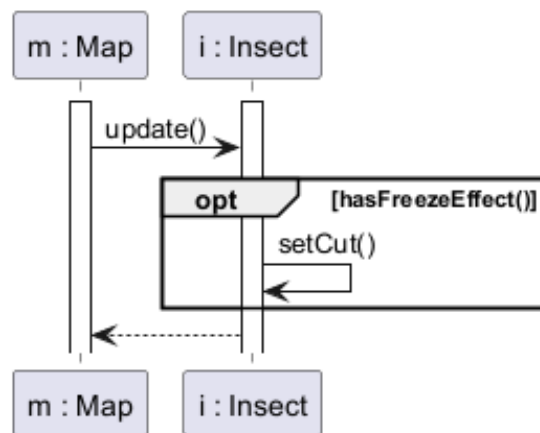 m : Map i : Insect
update()
opt [hasFreezeEffect()]
setCut()
m : Map i : Insect